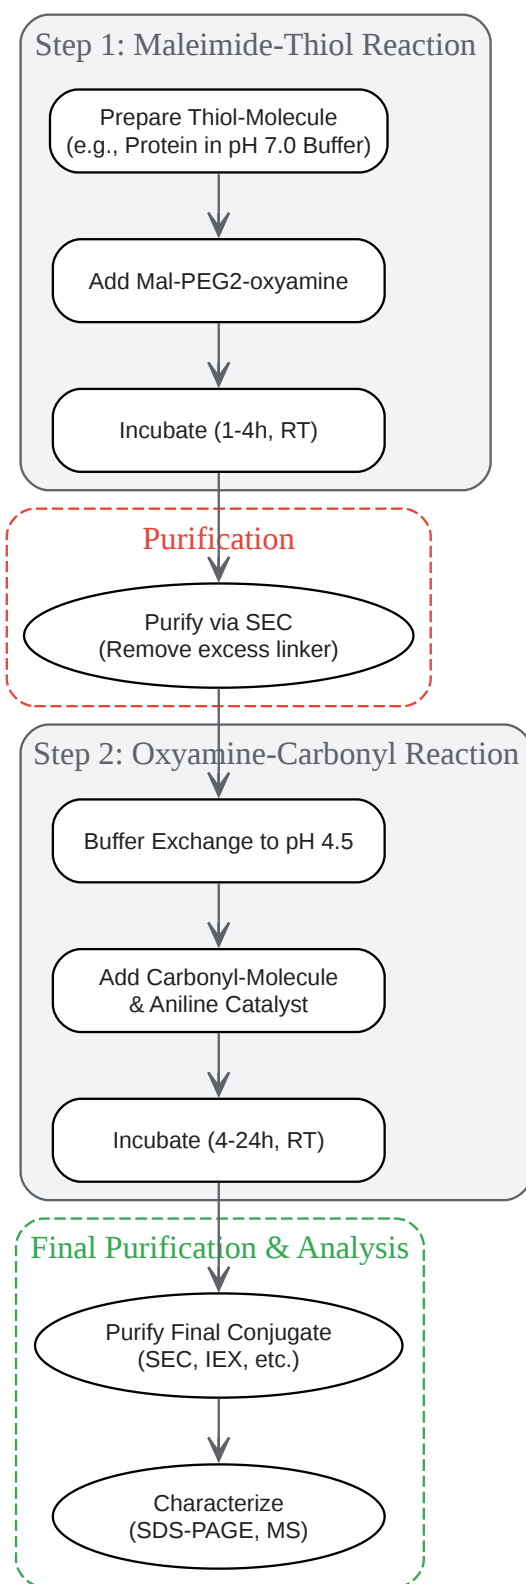 Step 1: Maleimide-Thiol Reaction
Prepare Thiol-Molecule
(e.g., Protein in pH 7.0 Buffer)
Add Mal-PEG2-oxyamine
Incubate (1-4h, RT)
Purification
Purify via SEC
(Remove excess linker)
Step 2: Oxyamine-Carbonyl Reaction
Buffer Exchange to pH 4.5
Add Carbonyl-Molecule
& Aniline Catalyst
Incubate (4-24h, RT)
Final Purification & Analysis
Purify Final Conjugate
(SEC, IEX, etc.)
Characterize
(SDS-PAGE, MS)